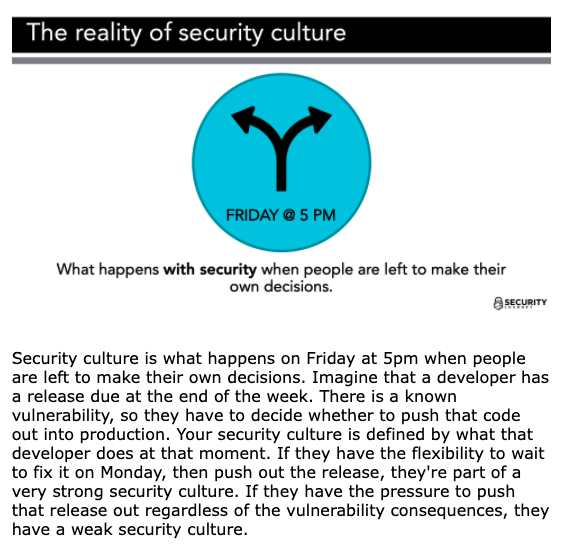 The reality of security culture
FRIDAY @ 5 PM
What happens with security when people are left to make their
own decisions.
SECURITY
JOURNEY
Security culture is what happens on Friday at 5pm when people
are left to make their own decisions. Imagine that a developer has
a release due at the end of the week. There is a known
vulnerability, so they have to decide whether to push that code
out into production. Your security culture is defined by what that
developer does at that moment. If they have the flexibility to wait
to fix it on Monday, then push out the release, they're part of a
very strong security culture. If they have the pressure to push
that release out regardless of the vulnerability consequences, they
have a weak security culture.